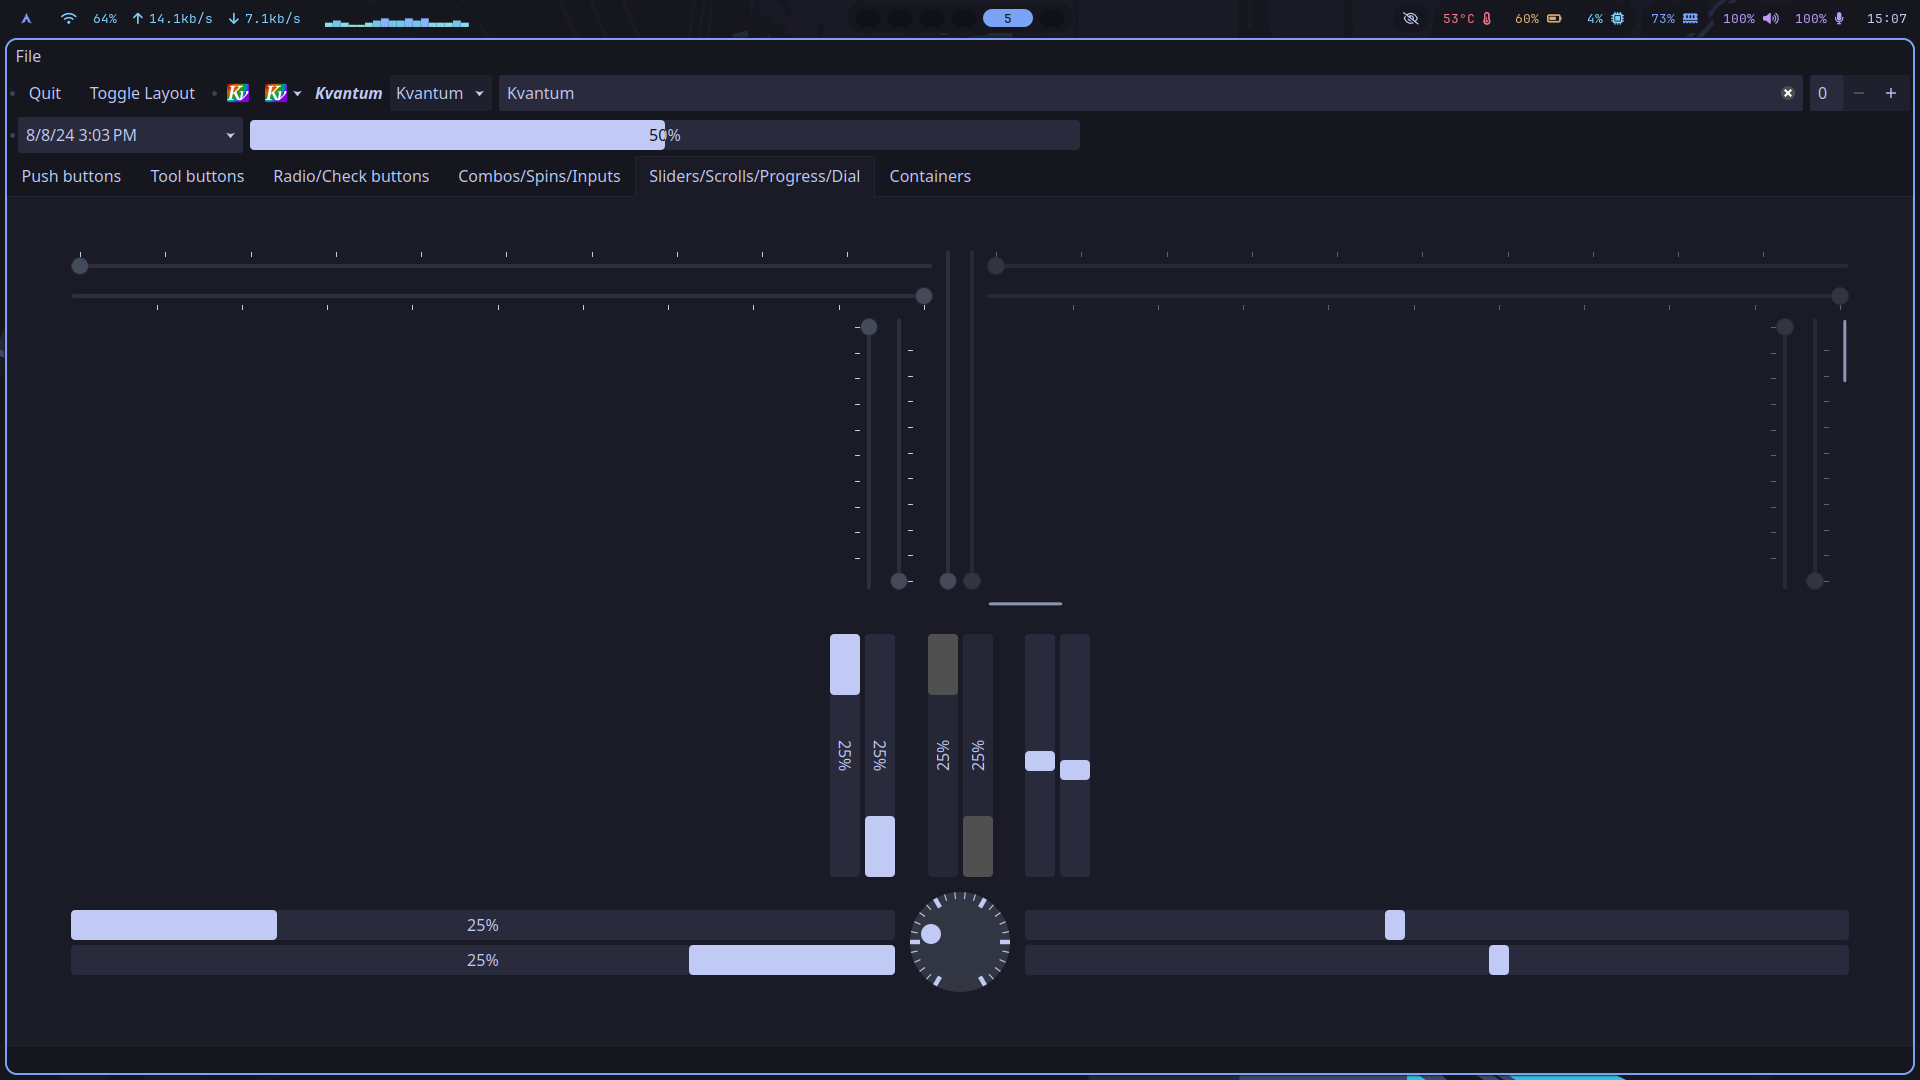 64% 14.1kb/s 7.1kb/s 5 53°C 60% 4% 73% 100% 100% 15:07
File
Quit Toggle Layout Kv Kv Kvantum Kvantum Kvantum 0
8/8/24 3:03 PM 50%
Push buttons Tool buttons Radio/Check buttons Combos/Spins/Inputs Sliders/Scrolls/Progress/Dial Containers
25% 25% 25% 25%
25%
25%